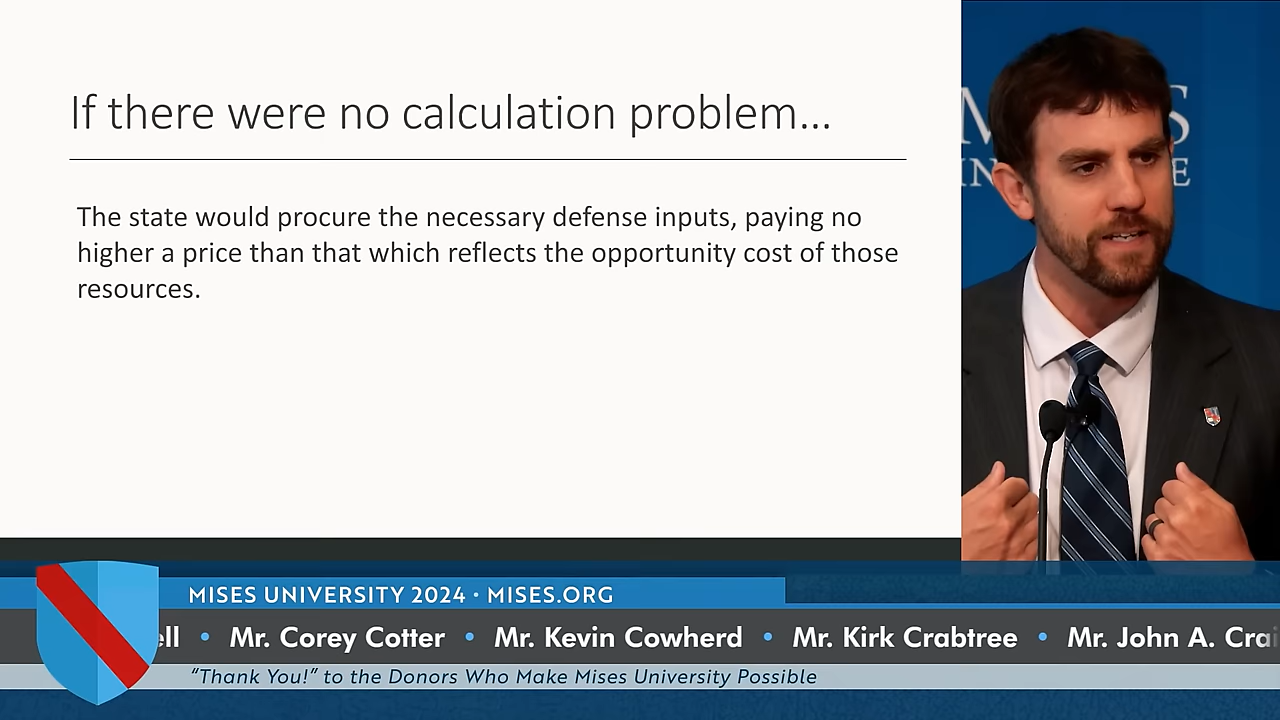 If there were no calculation problem...
The state would procure the necessary defense inputs, paying no
higher a price than that which reflects the opportunity cost of those
resources.
MISES UNIVERSITY 2024 • MISES.ORG
Mr. Corey Cotter • Mr. Kevin Cowherd • Mr. Kirk Crabtree • Mr. John A.
"Thank You!" to the Donors Who Make Mises University Possible